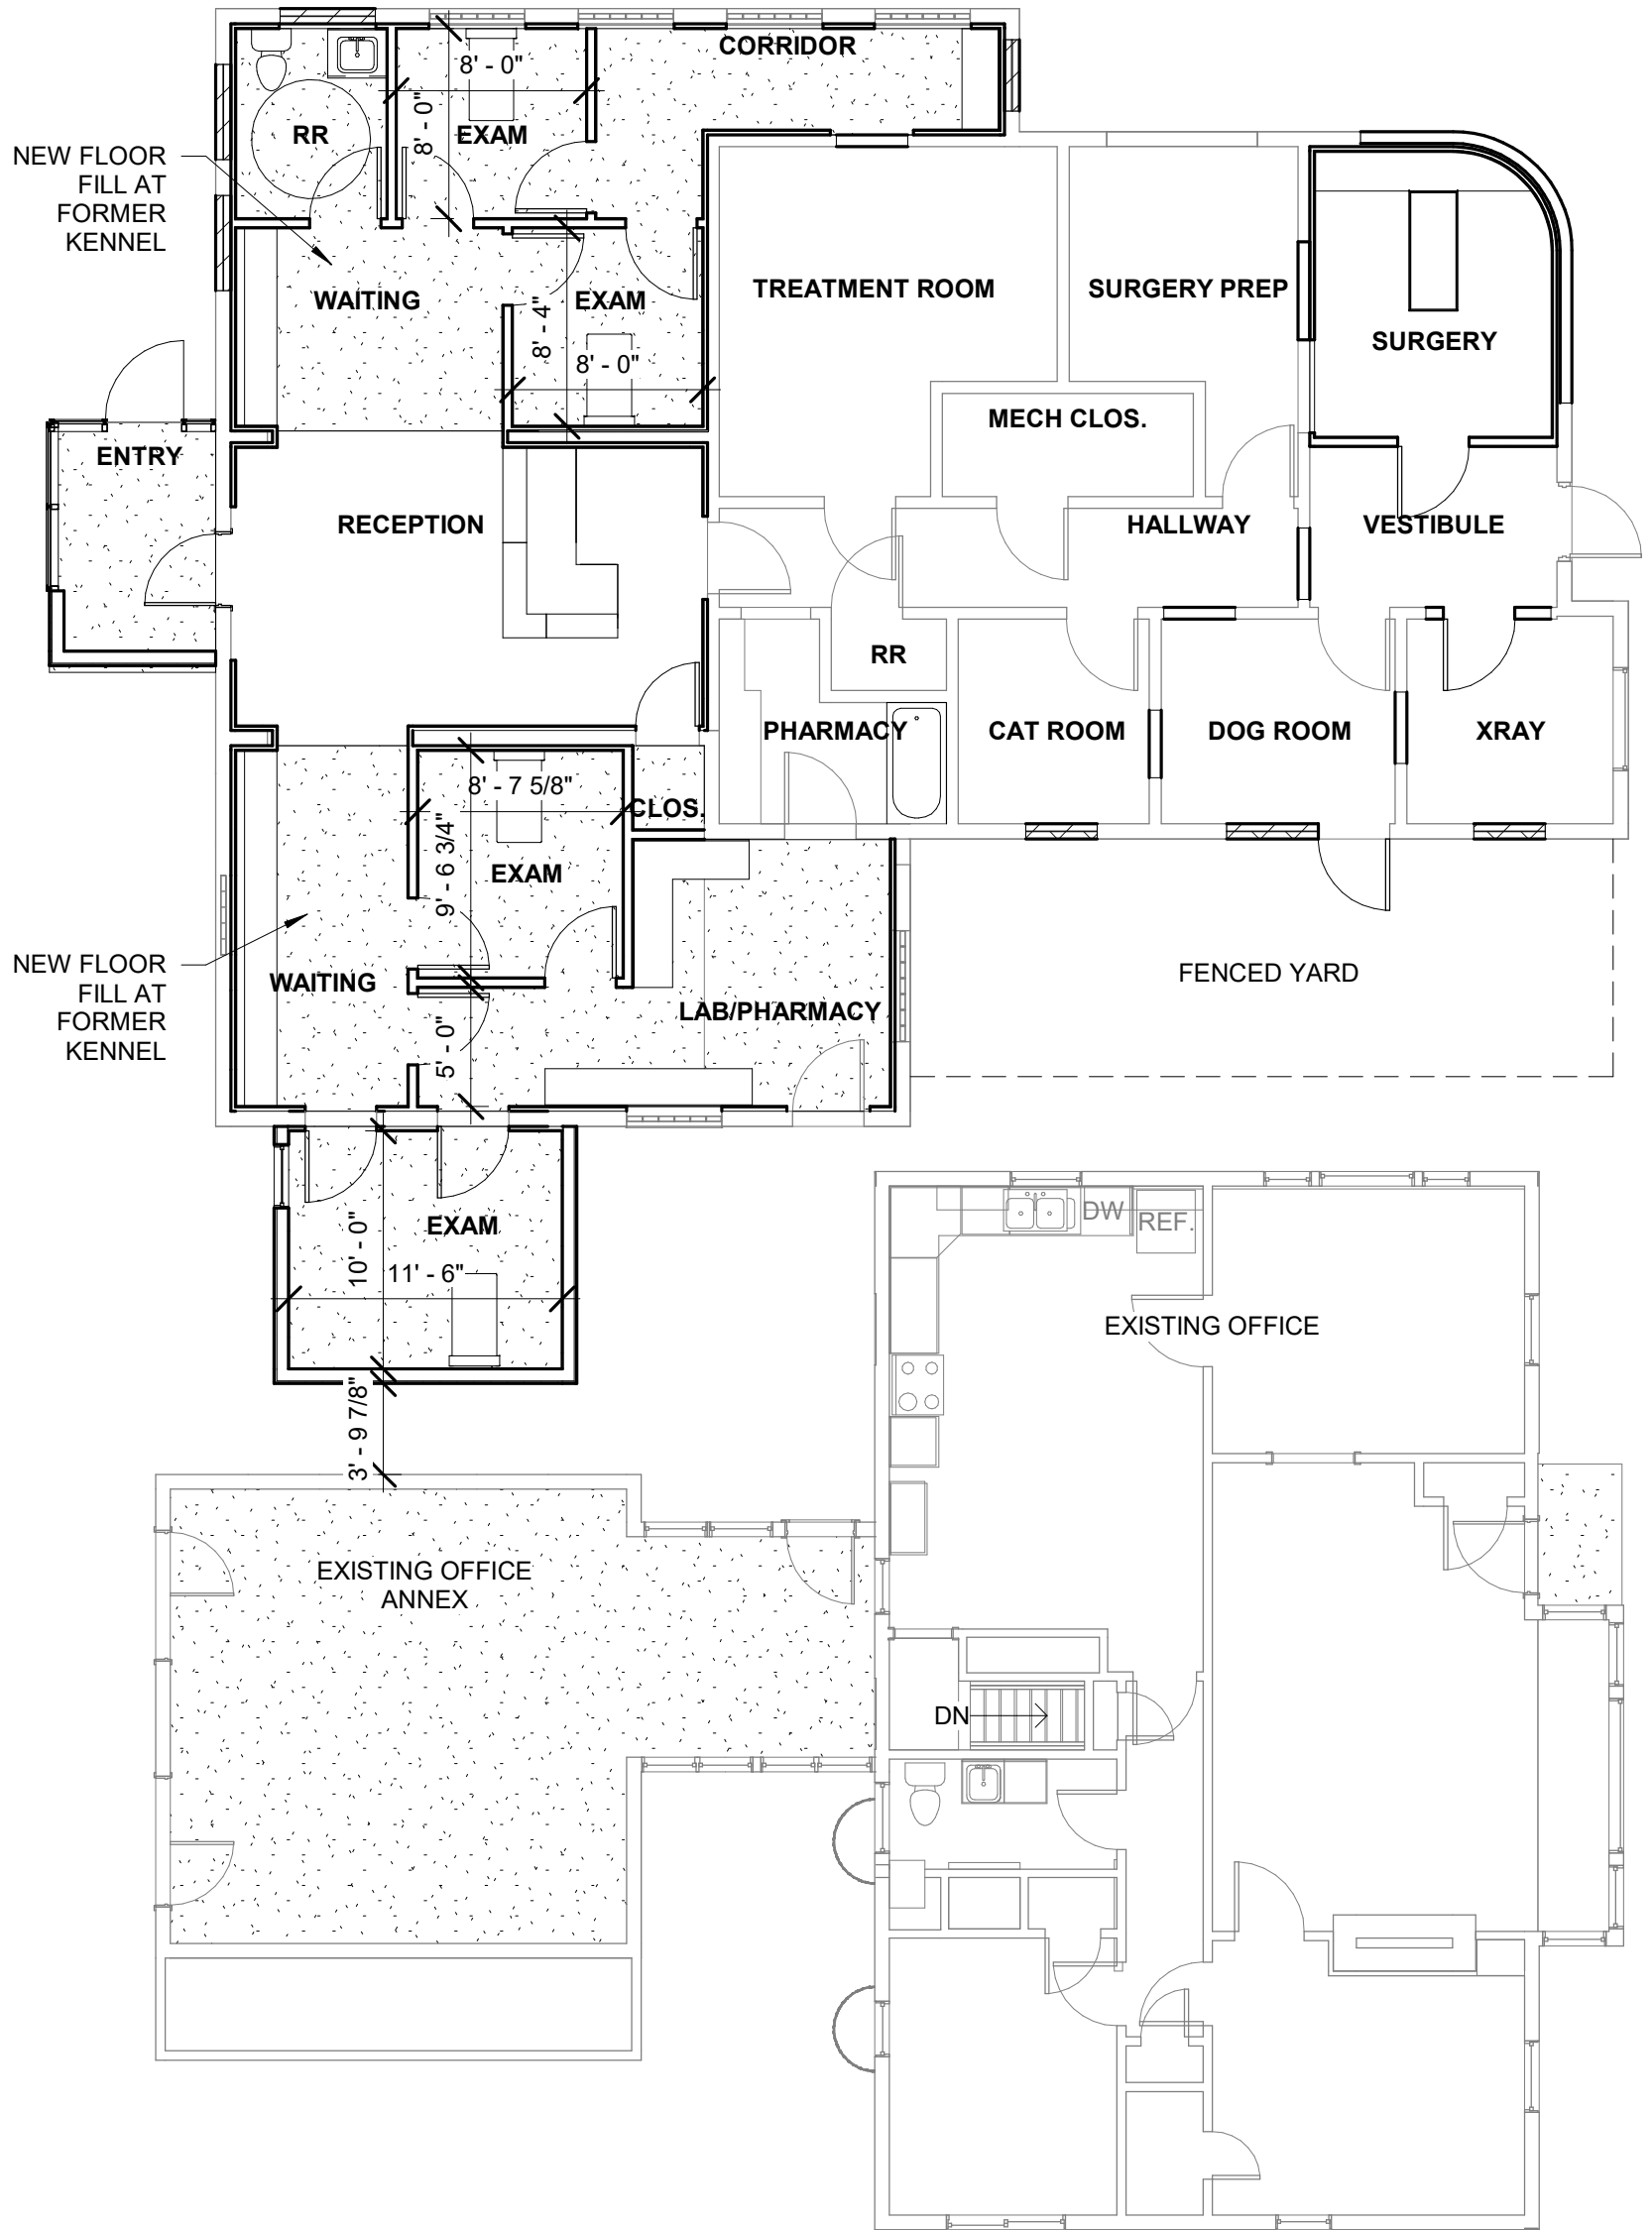 CORRIDOR
8' - 0"
8' - 0"
RR
EXAM
NEW FLOOR
FILL AT
FORMER
KENNEL
WAITING
EXAM
8' - 4"
8' - 0"
TREATMENT ROOM
SURGERY PREP
SURGERY
MECH CLOS.
ENTRY
RECEPTION
HALLWAY
VESTIBULE
RR
PHARMACY
CAT ROOM
DOG ROOM
XRAY
8' - 7 5/8"
CLOS.
9' - 6 3/4"
EXAM
NEW FLOOR
FILL AT
FORMER
KENNEL
WAITING
LAB/PHARMACY
FENCED YARD
5' - 0"
EXAM
10' - 0"
11' - 6"
3' - 9 7/8"
DW
REF.
EXISTING OFFICE
EXISTING OFFICE
ANNEX
DN